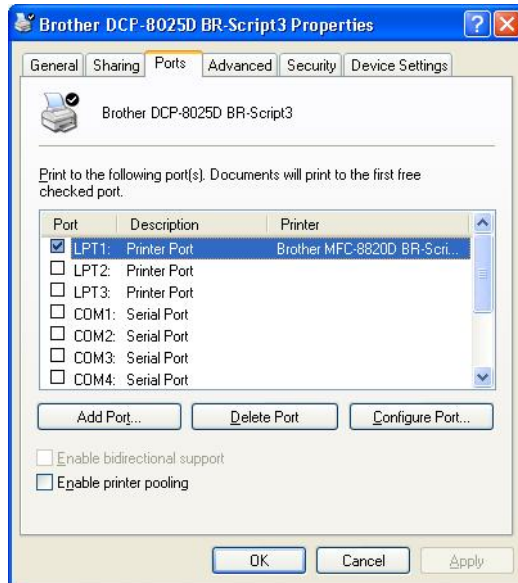 Brother DCP-8025D BR-Script3 Properties
?
X
General Sharing Ports Advanced Security Device Settings
Brother DCP-8025D BR-Script3
Print to the following port(s). Documents will print to the first free
checked port.
Port Description Printer
LPT1: Printer Port Brother MFC-8820D BR-Scri...
LPT2: Printer Port
LPT3: Printer Port
COM1: Serial Port
COM2: Serial Port
COM3: Serial Port
COM4: Serial Port
Add Port... Delete Port Configure Port...
Enable bidirectional support
Enable printer pooling
OK Cancel Apply